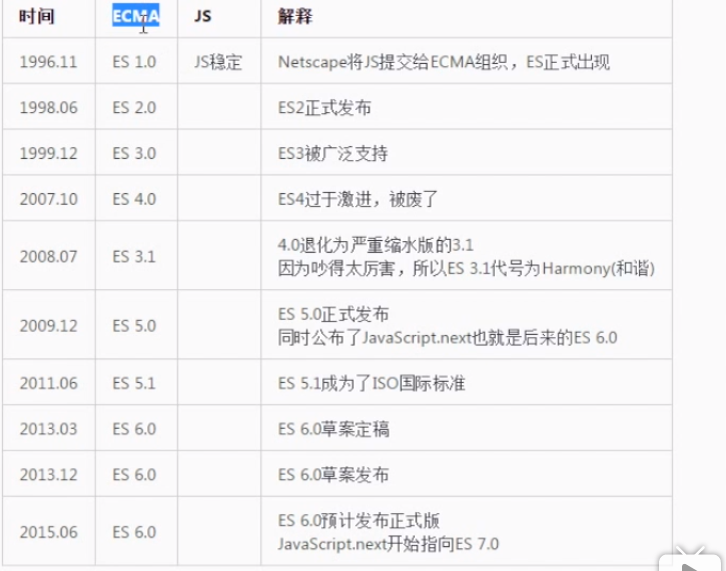 时间 ECMA JS 解释
1996.11 ES 1.0 JS稳定 Netscape将JS提交给ECMA组织，ES正式出现
1998.06 ES 2.0 ES2正式发布
1999.12 ES 3.0 ES3被广泛支持
2007.10 ES 4.0 ES4过于激进，被废了
2008.07 ES 3.1 4.0退化为严重缩水版的3.1
因为吵得太厉害，所以ES 3.1代号为Harmony(和谐)
2009.12 ES 5.0 ES 5.0正式发布
同时公布了JavaScript.next也就是后来的ES 6.0
2011.06 ES 5.1 ES 5.1成为了ISO国际标准
2013.03 ES 6.0 ES 6.0草案定稿
2013.12 ES 6.0 ES 6.0草案发布
2015.06 ES 6.0 ES 6.0预计发布正式版
JavaScript.next开始指向ES 7.0